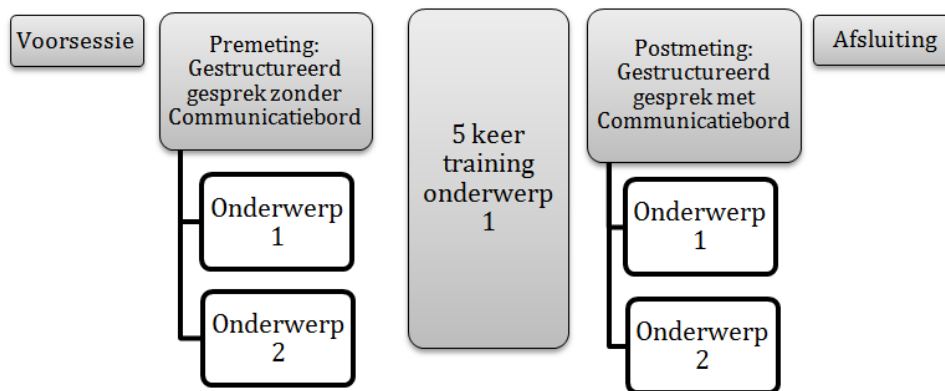 Voorsessie
Premeting:
Gestructureerd
gesprek zonder
Communicatiebord
Onderwerp
1
Onderwerp
2
5 keer
training
onderwerp
1
Postmeting:
Gestructureerd
gesprek met
Communicatiebord
Onderwerp
1
Onderwerp
2
Afsluiting